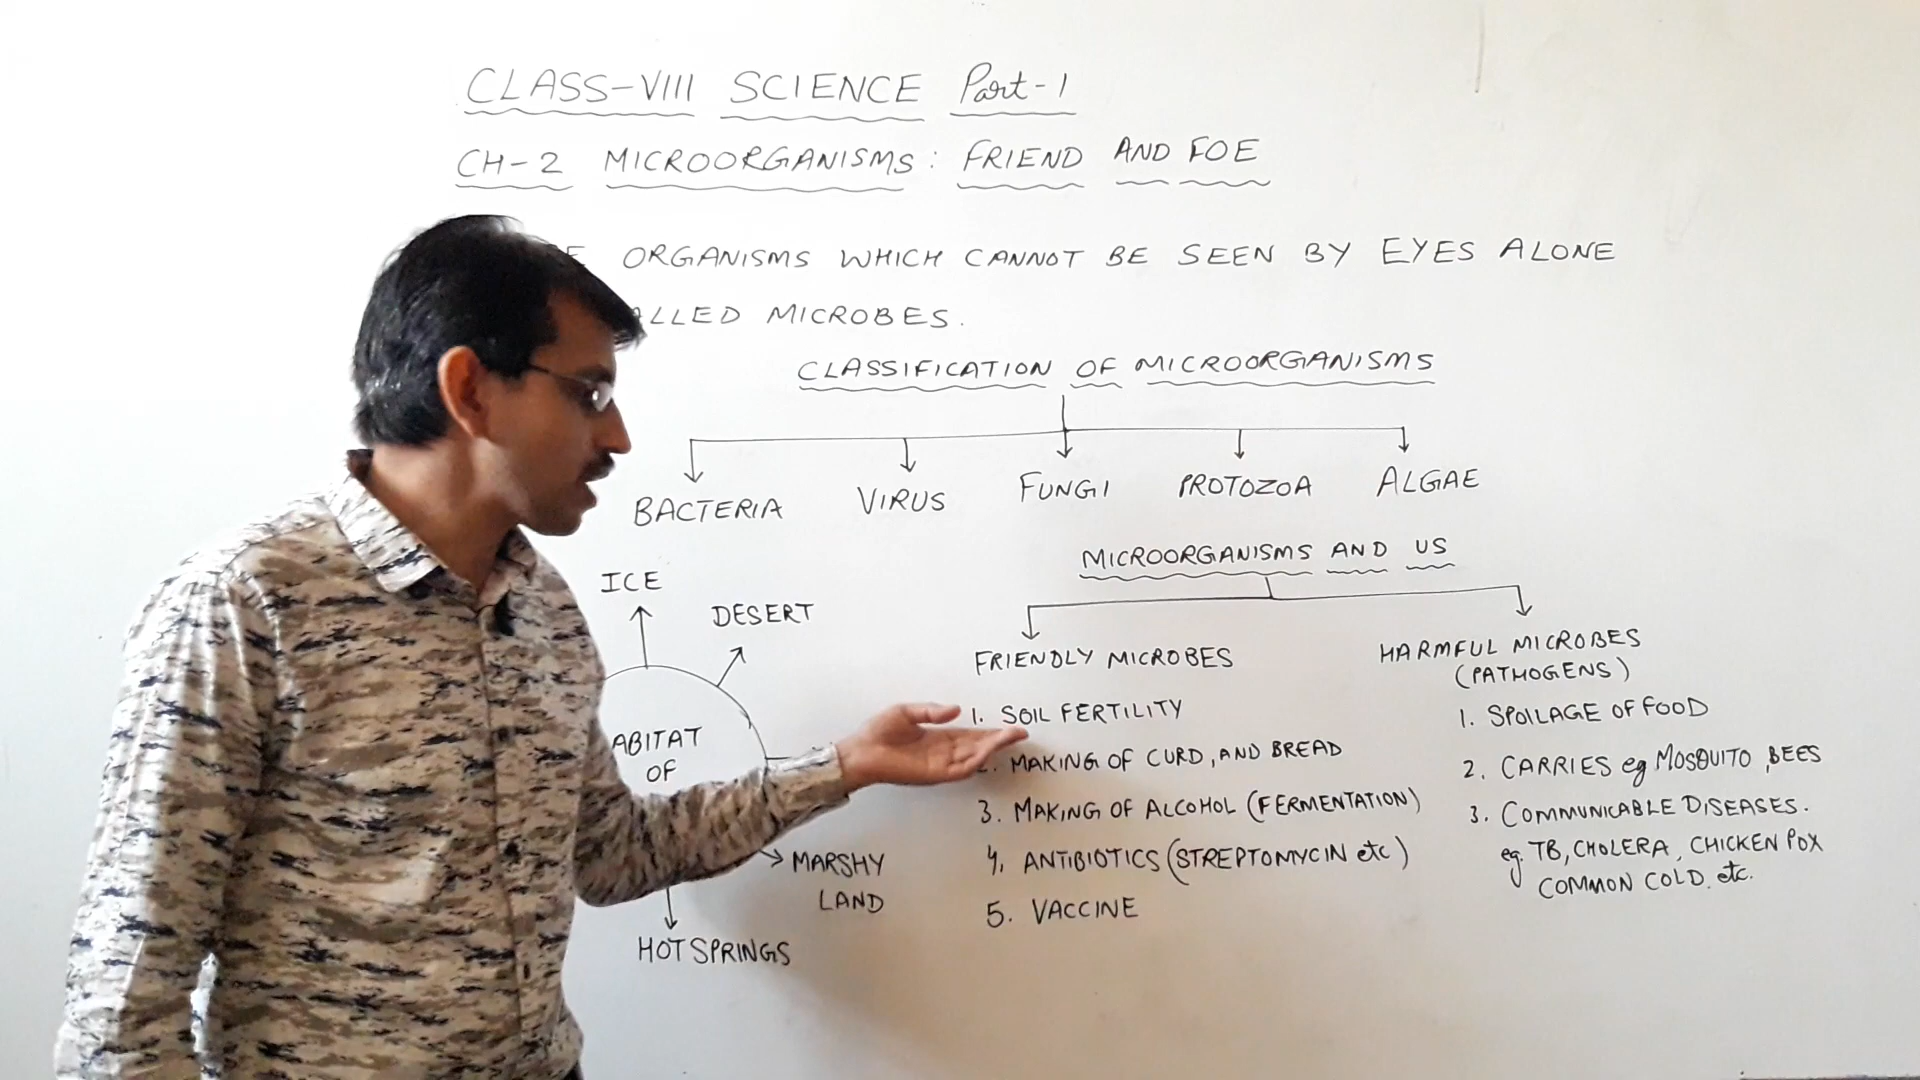 CLASS-VIII SCIENCE Part-1
CH-2 MICROORGANISMS: FRIEND AND FOE
ORGANISMS WHICH CANNOT BE SEEN BY EYES ALONE
MICROBES.
CLASSIFICATION OF MICROORGANISMS
BACTERIA VIRUS FUNGI PROTOZOA ALGAE
ICE
DESERT
ABITAT
OF
MARSHY
LAND
HOT SPRINGS
MICROORGANISMS AND US
FRIENDLY MICROBES
1. SOIL FERTILITY
2. MAKING OF CURD, AND BREAD
3. MAKING OF ALCOHOL (FERMENTATION)
4. ANTIBIOTICS (STREPTOMYCIN etc)
5. VACCINE
HARMFUL MICROBES
(PATHOGENS)
1. SPOILAGE OF FOOD
2. CARRIES eg MOSQUITO, BEES
3. COMMUNICABLE DISEASES.
eg. TB, CHOLERA, CHICKEN POX
COMMON COLD. etc.